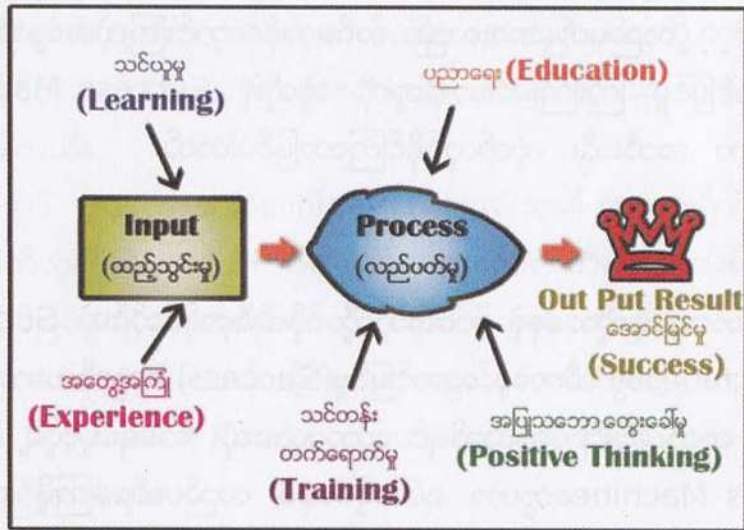 သင်ယူမှု
(Learning)
ပညာရေး (Education)
Input
(ထည့်သွင်းမှု)
Process
(လည်ပတ်မှု)
Out Put Result
အောင်မြင်မှု
(Success)
အတွေ့အကြုံ
(Experience)
သင်တန်း
တက်ရောက်မှု
(Training)
အပြုသဘော တွေးခေါ်မှု
(Positive Thinking)